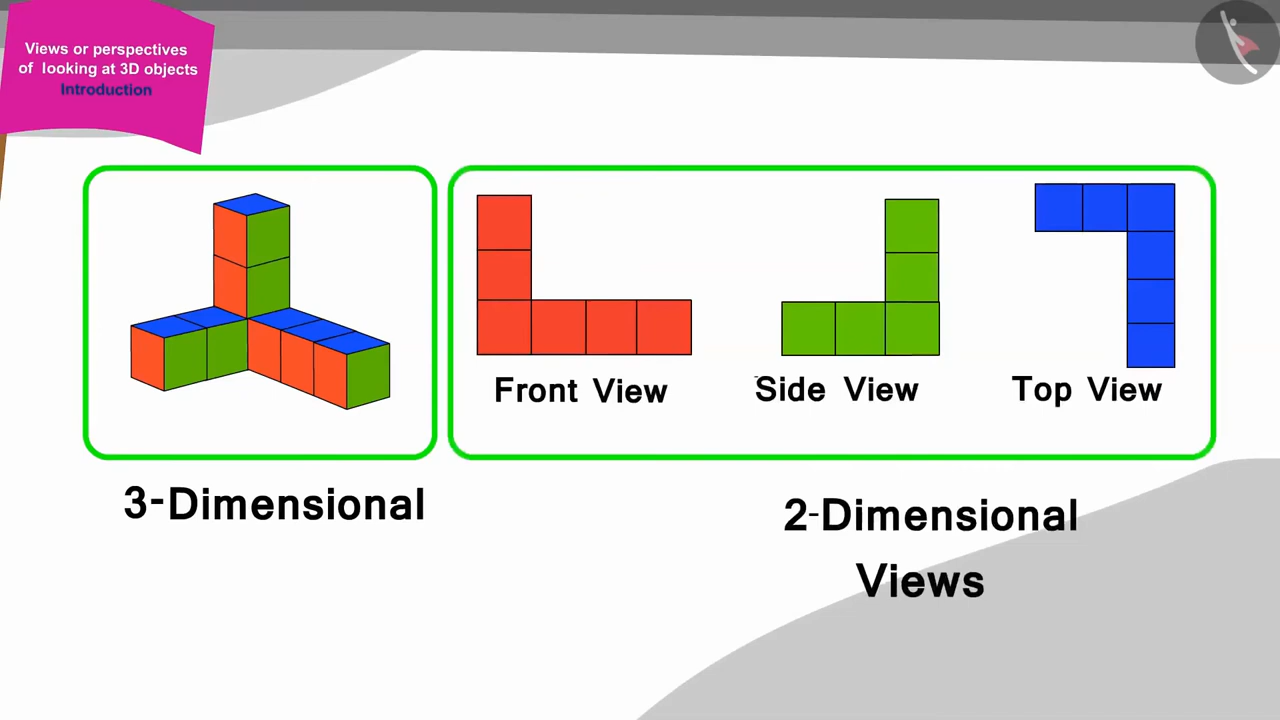 Views or perspectives
of looking at 3D objects
Introduction
Front View
Side View
Top View
3-Dimensional
2-Dimensional
Views